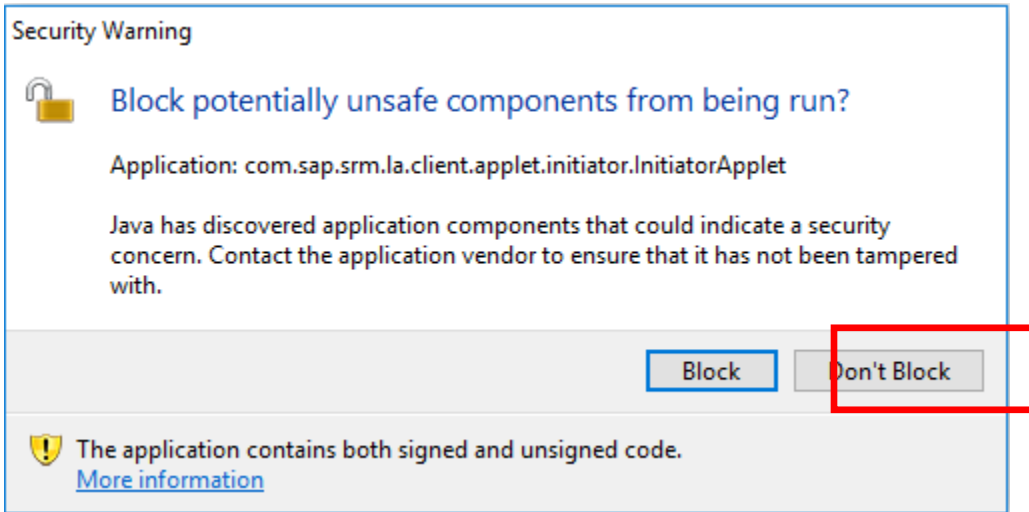 Security Warning
Block potentially unsafe components from being run?
Application: com.sap.srm.la.client.applet.initiator.InitiatorApplet
Java has discovered application components that could indicate a security
concern. Contact the application vendor to ensure that it has not been tampered
with.
Block
Don't Block
The application contains both signed and unsigned code.
More information